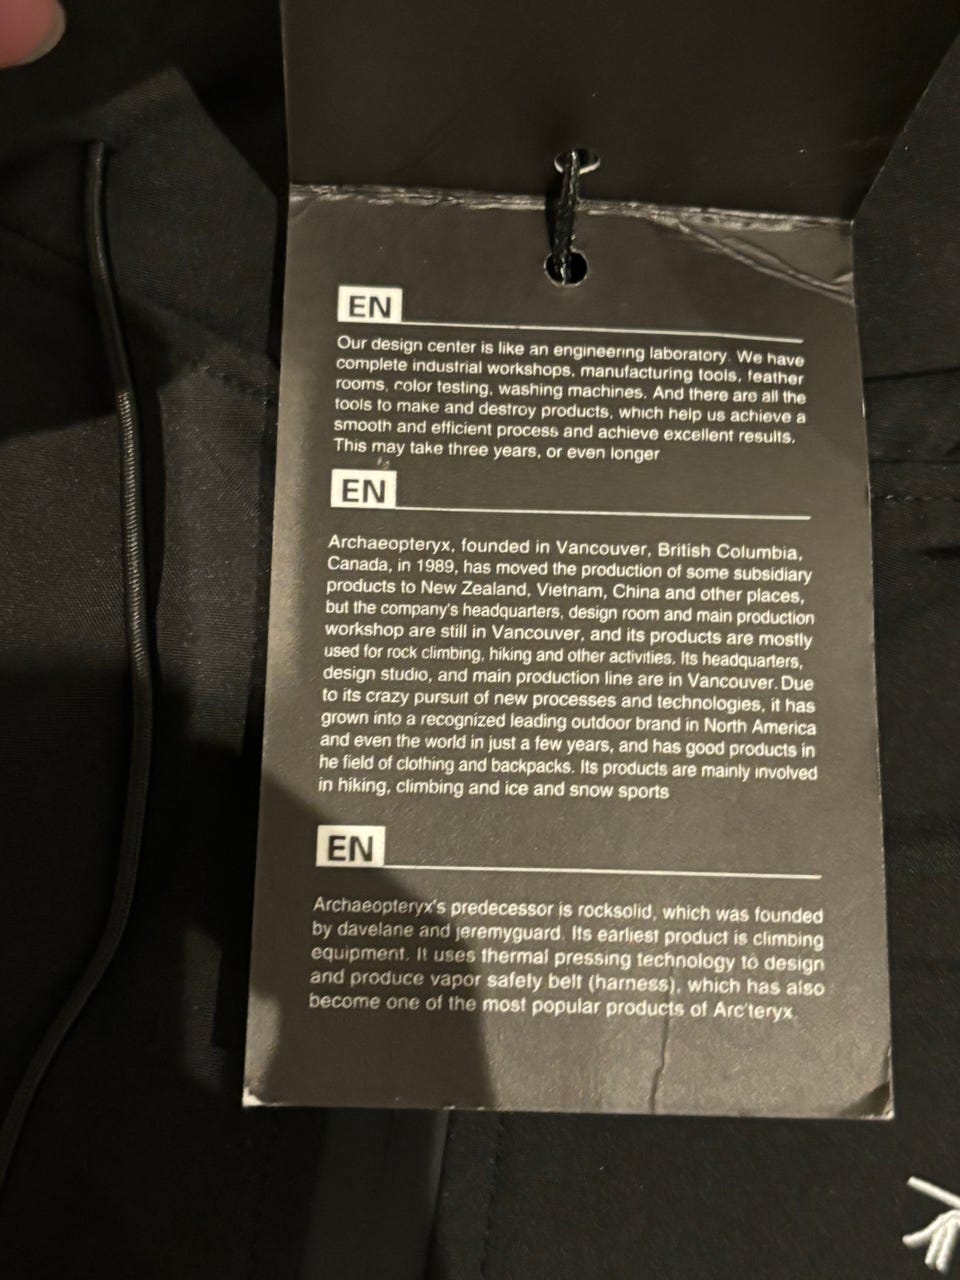 EN
Our design center is like an engineering laboratory. We have
complete industrial workshops, manufacturing tools, feather
rooms, color testing, washing machines. And there are all the
tools to make and destroy products, which help us achieve a
smooth and efficient process and achieve excellent results.
This may take three years, or even longer
EN
Archaeopteryx, founded in Vancouver, British Columbia,
Canada, in 1989, has moved the production of some subsidiary
products to New Zealand, Vietnam, China and other places,
but the company's headquarters, design room and main production
workshop are still in Vancouver, and its products are mostly
used for rock climbing, hiking and other activities. Its headquarters,
design studio, and main production line are in Vancouver. Due
to its crazy pursuit of new processes and technologies, it has
grown into a recognized leading outdoor brand in North America
and even the world in just a few years, and has good products in
he field of clothing and backpacks. Its products are mainly involved
in hiking, climbing and ice and snow sports
EN
Archaeopteryx's predecessor is rocksolid, which was founded
by davelane and jeremyguard. Its earliest product is climbing
equipment. It uses thermal pressing technology to design
and produce vapor safety belt (harness), which has also
become one of the most popular products of Arc'teryx.